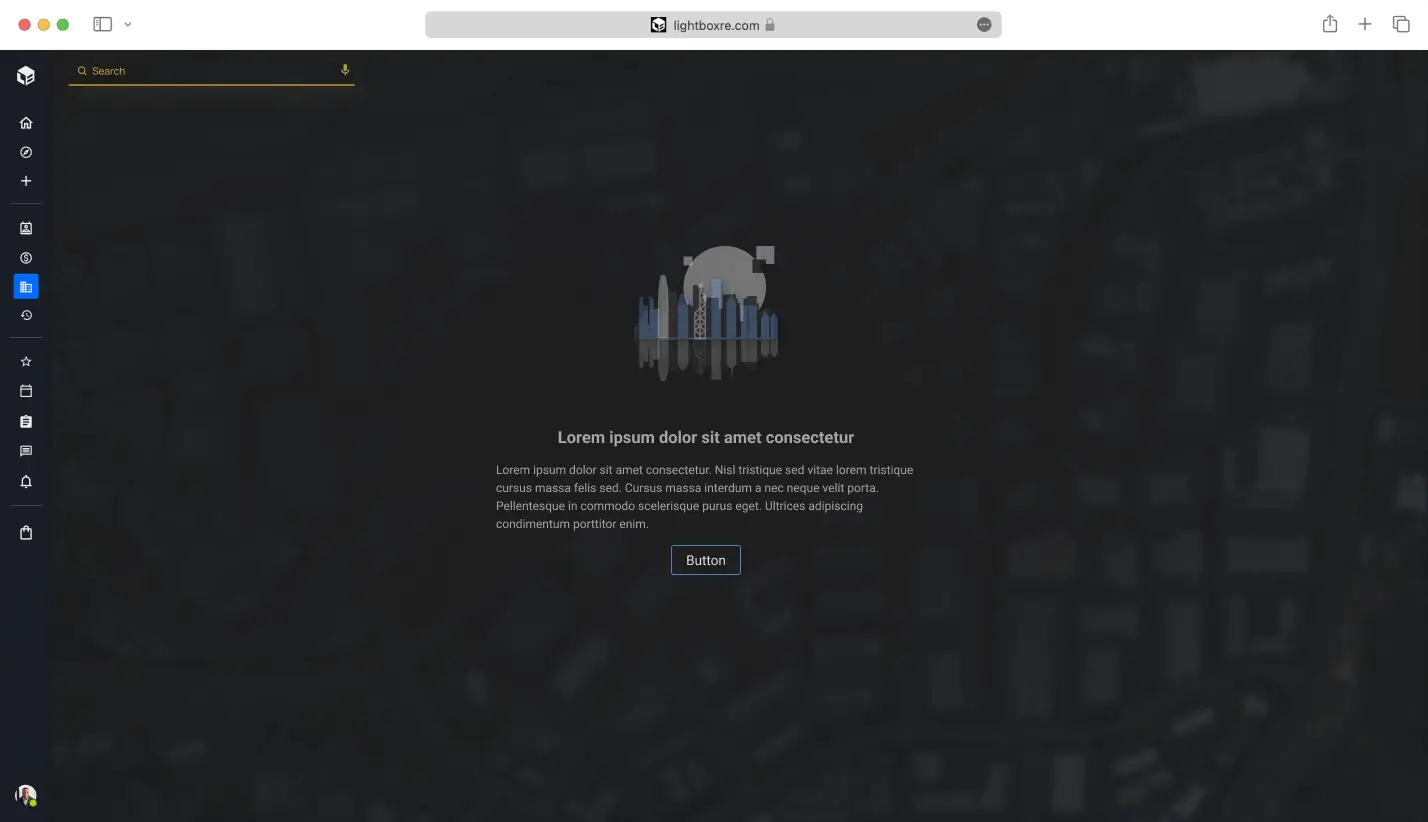 lightboxre.com
Search
Lorem ipsum dolor sit amet consectetur
Lorem ipsum dolor sit amet consectetur. Nisl tristique sed vitae lorem tristique
cursus massa felis sed. Cursus massa interdum a nec neque velit porta.
Pellentesque in commodo scelerisque purus eget. Ultrices adipiscing
condimentum porttitor enim.
Button